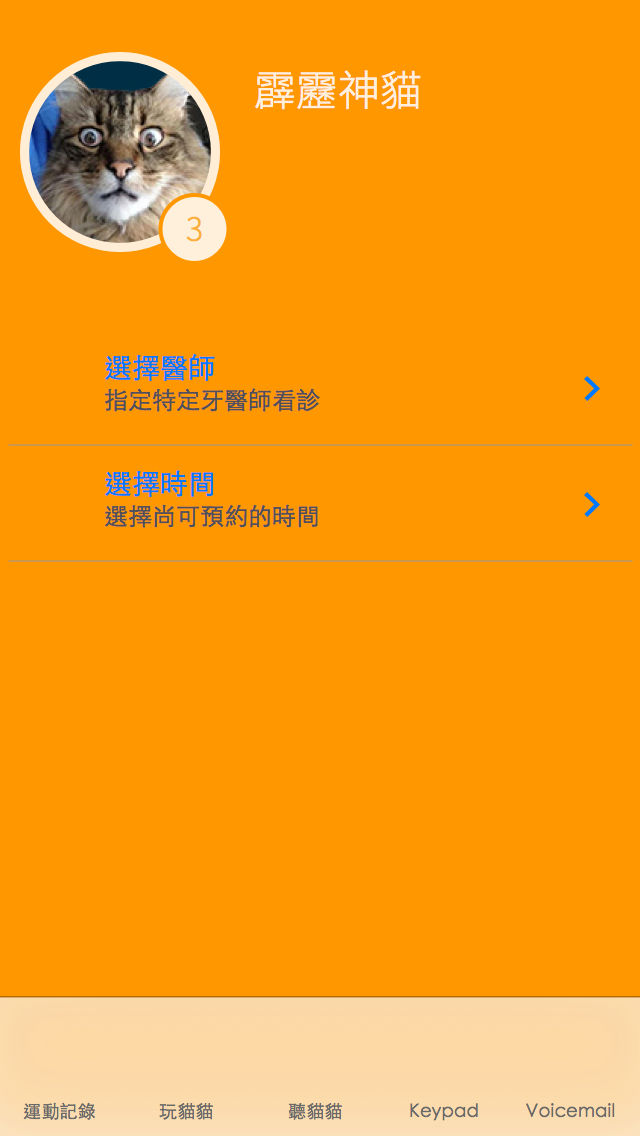 霹靂神貓
3
選擇醫師
指定特定牙醫師看診
選擇時間
選擇尚可預約的時間
運動記錄
玩貓貓
聽貓貓
Keypad
Voicemail